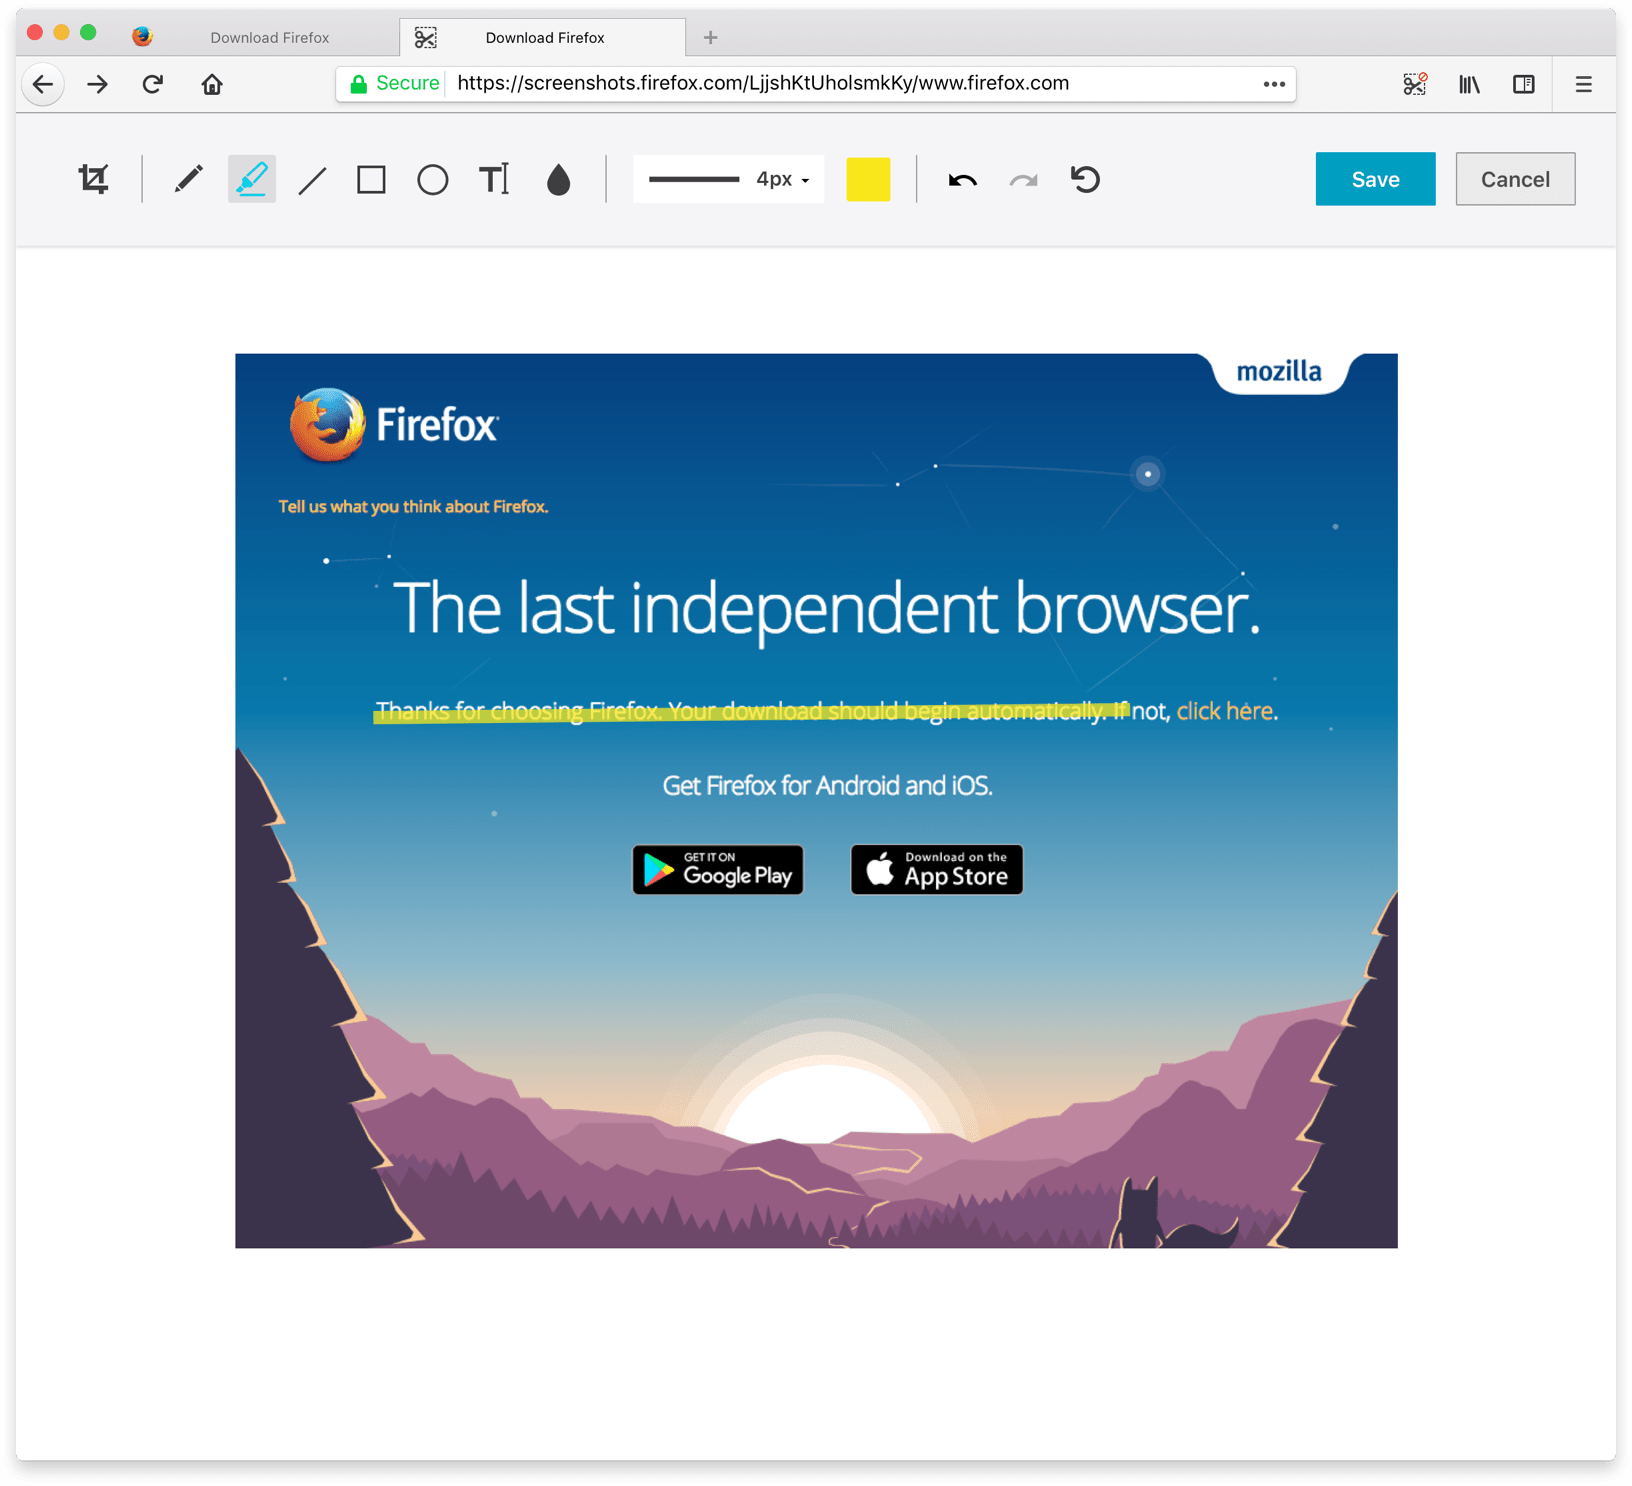 Download Firefox
Download Firefox
Secure https://screenshots.firefox.com/LjjshKtUholsmkKy/www.firefox.com
4px
Save
Cancel
mozilla
Firefox
Tell us what you think about Firefox.
The last independent browser.
Thanks for choosing Firefox. Your download should begin automatically. If not, click here.
Get Firefox for Android and iOS.
GET IT ON
Google Play
Download on the
App Store